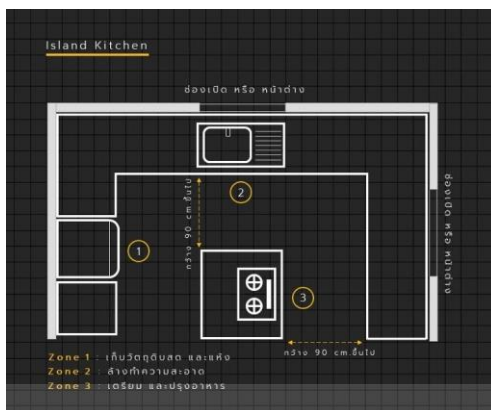 Island Kitchen
ช่องเปิด หรือ หน้าต่าง
ช่องเปิด หรือ หน้าต่าง
กว้าง 90 cm.ขึ้นไป
2
1
3
กว้าง 90 cm.ขึ้นไป
Zone 1 : เก็บวัตถุดิบสด และแห้ง
Zone 2 : ล้างทำความสะอาด
Zone 3 : เตรียม และปรุงอาหาร